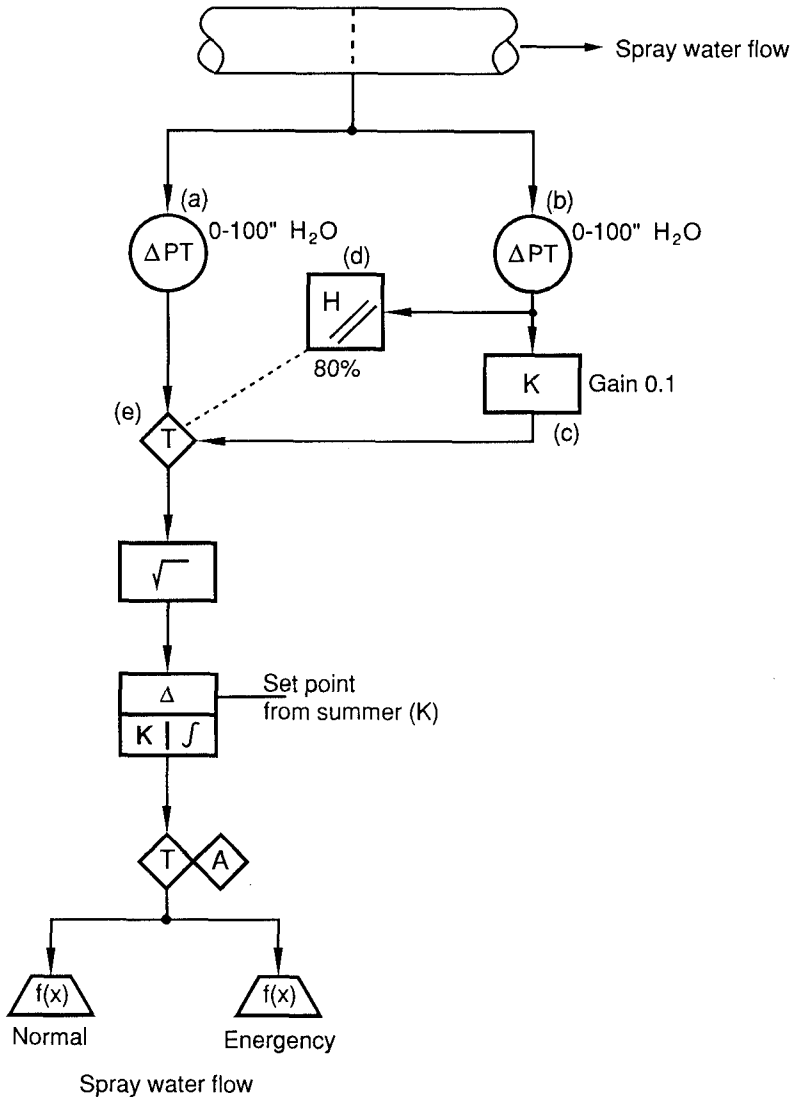 Spray water flow
(a)
(b)
ΔPT
0-100" H₂O
ΔPT
0-100" H₂O
(d)
H
80%
K
Gain 0.1
(c)
(e)
T
√
Δ
Set point
from summer (K)
K ∫
T
A
f(x)
f(x)
Normal
Energency
Spray water flow